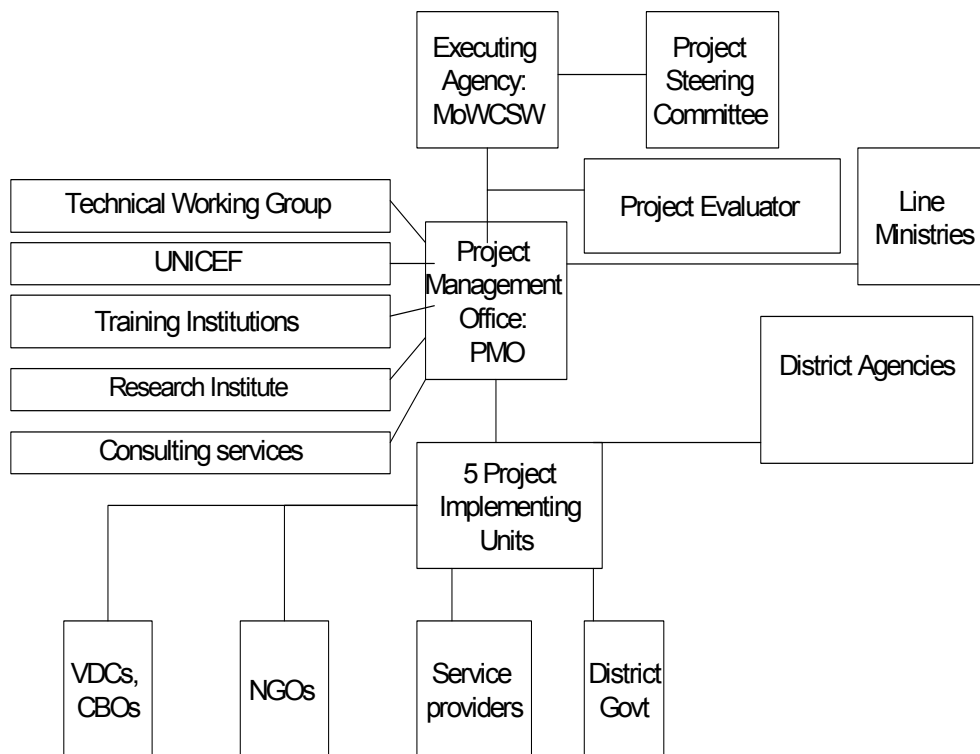 Executing
Agency:
MoWCSW
Project
Steering
Committee
Project Evaluator
Line
Ministries
Technical Working Group
UNICEF
Training Institutions
Research Institute
Consulting services
Project
Management
Office:
PMO
District Agencies
5 Project
Implementing
Units
VDCs,
CBOs
NGOs
Service
providers
District
Govt